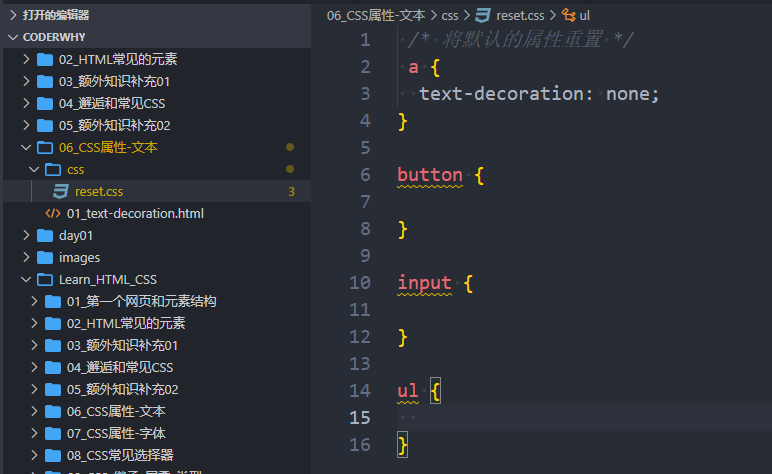 打开的编辑器
CODERWHY
02_HTML常见的元素
03_额外知识补充01
04_邂逅和常见CSS
05_额外知识补充02
06_CSS属性-文本
css
reset.css 3
01_text-decoration.html
day01
images
Learn_HTML_CSS
01_第一个网页和元素结构
02_HTML常见的元素
03_额外知识补充01
04_邂逅和常见CSS
05_额外知识补充02
06_CSS属性-文本
07_CSS属性-字体
08_CSS常见选择器
06_CSS属性-文本 > css > reset.css > ul
1 /* 将默认的属性重置 */
2 a {
3 text-decoration: none;
4 }
5
6 button {
7
8 }
9
10 input {
11
12 }
13
14 ul {
15
16 }